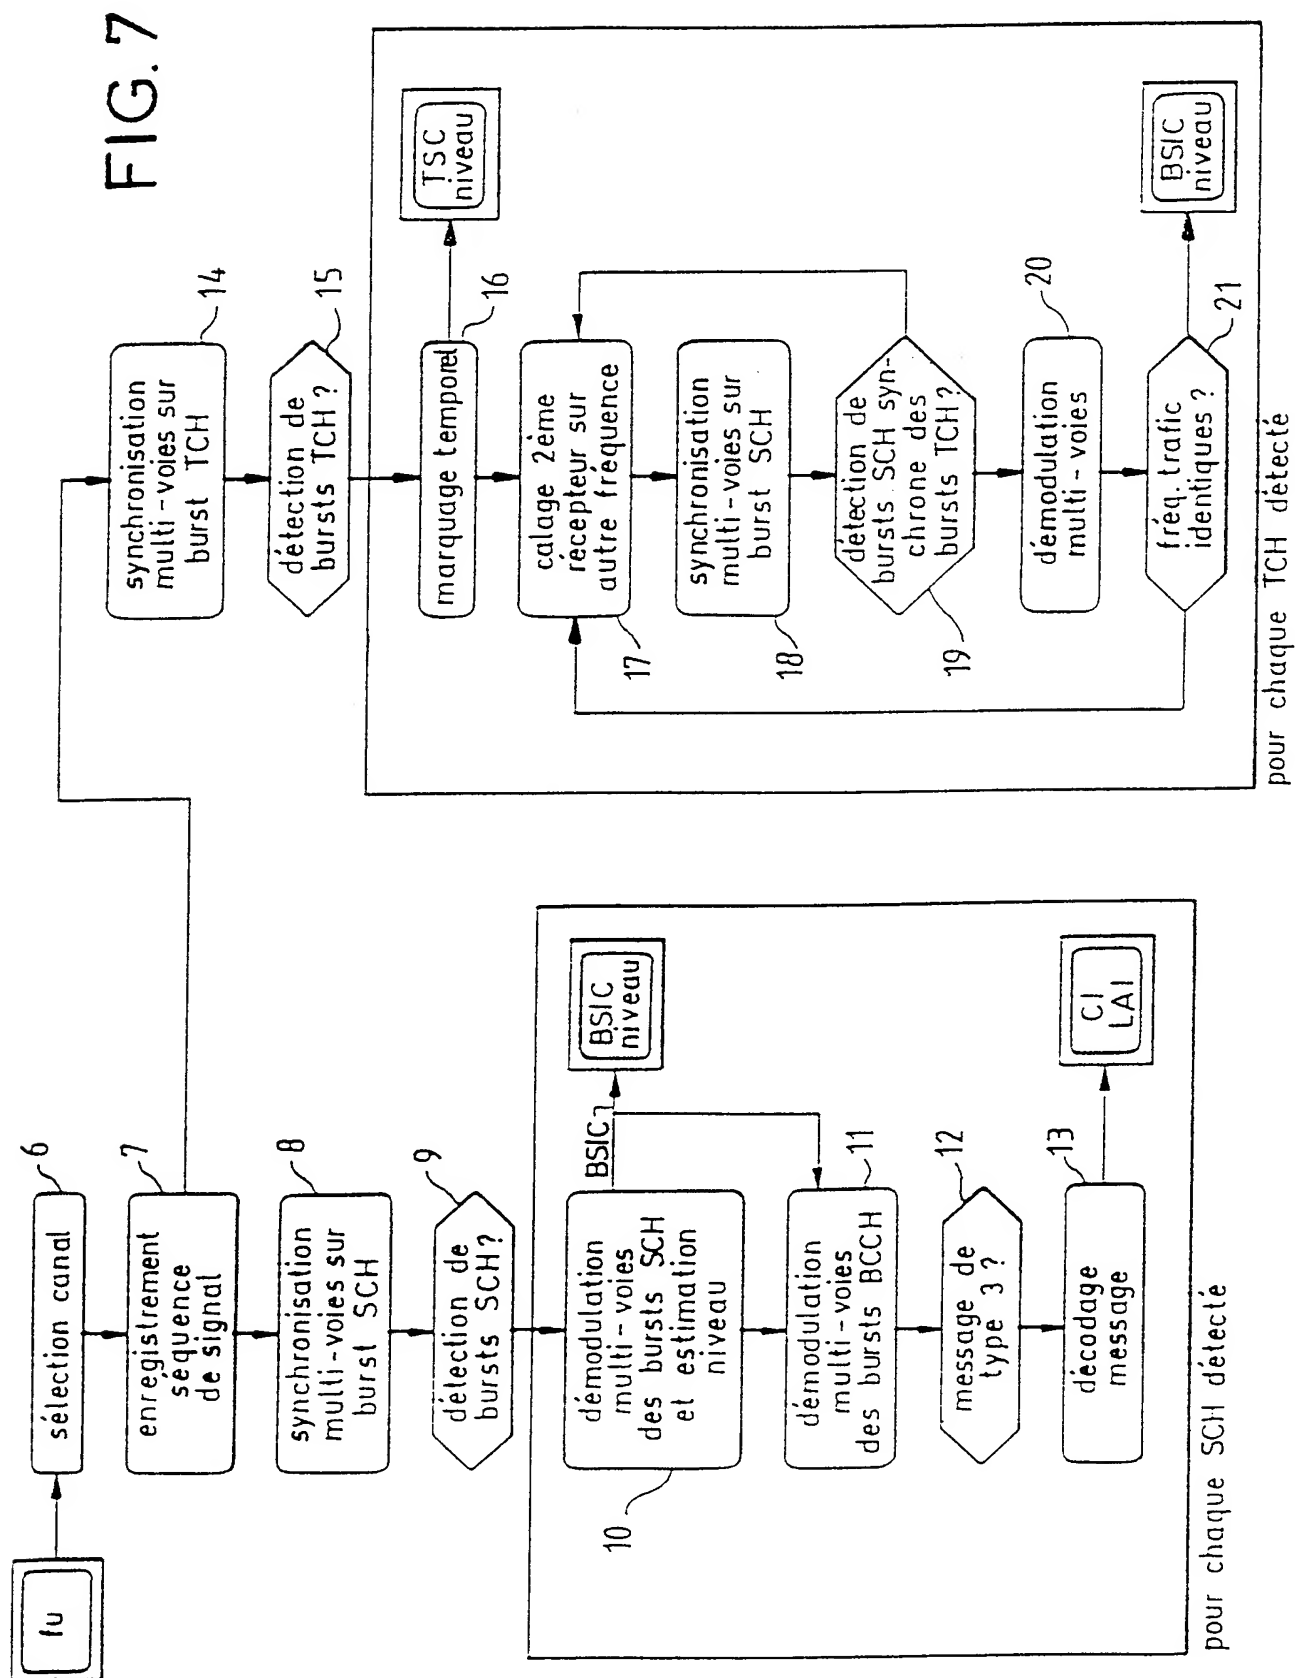 FIG. 7
fu
sélection canal
6
enregistrement
séquence
de signal
7
synchronisation
multi-voies sur
burst SCH
8
détection de
bursts SCH?
9
démodulation
multi-voies
des bursts SCH
et estimation
niveau
10
BSIC
BSIC
niveau
démodulation
multi-voies
des bursts BCCH
11
message de
type 3 ?
12
décodage
message
13
CI
LAI
pour chaque SCH détecté
synchronisation
multi-voies sur
burst TCH
14
détection de
bursts TCH?
15
marquage temporel
16
TSC
niveau
calage 2ème
récepteur sur
autre fréquence
17
synchronisation
multi-voies sur
burst SCH
18
détection de
bursts SCH syn-
chrone des
bursts TCH?
19
démodulation
multi-voies
20
fréq. trafic
identiques ?
21
BSIC
niveau
pour chaque TCH détecté